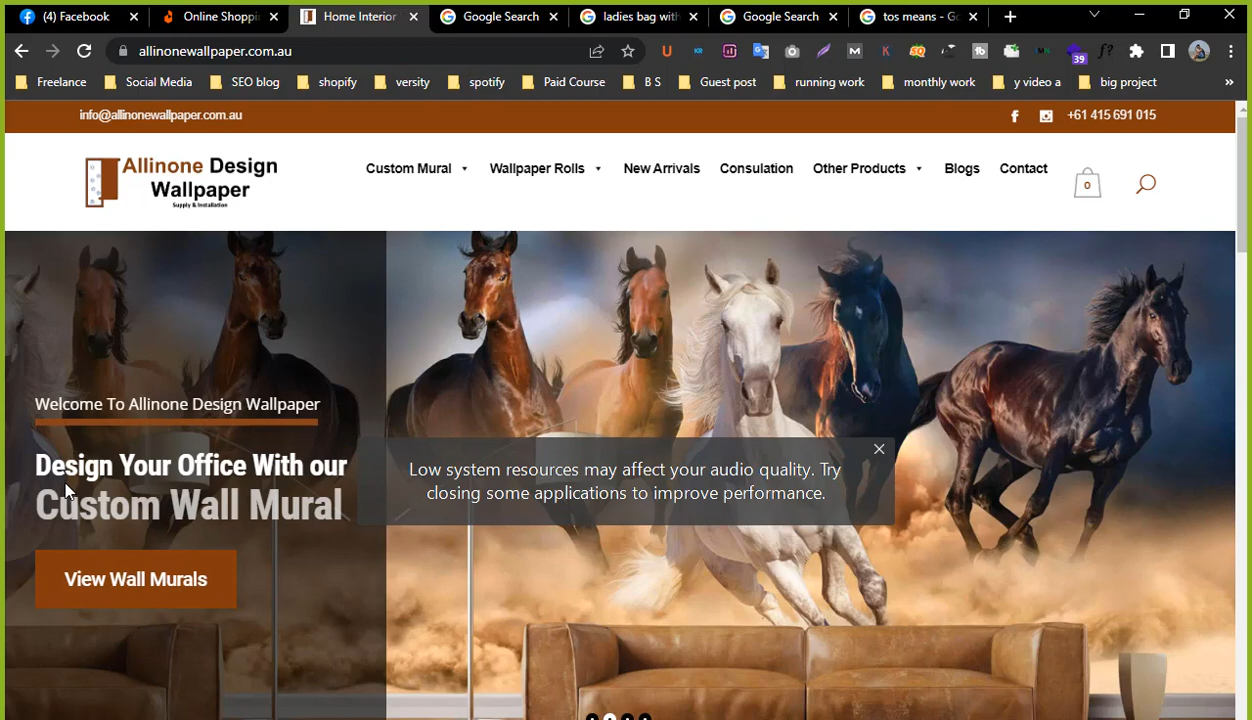 (4) Facebook
Online Shoppi
Home Interior
Google Search
ladies bag with
Google Search
tos means - Go
allinonewallpaper.com.au
39
Freelance
Social Media
SEO blog
shopify
versity
spotify
Paid Course
B S
Guest post
running work
monthly work
y video a
big project
info@allinonewallpaper.com.au
+61 415 691 015
Allinone Design
Wallpaper
Supply & Installation
Custom Mural
Wallpaper Rolls
New Arrivals
Consulation
Other Products
Blogs
Contact
0
Welcome To Allinone Design Wallpaper
Design Your Office With our
Custom Wall Mural
View Wall Murals
Low system resources may affect your audio quality. Try
closing some applications to improve performance.